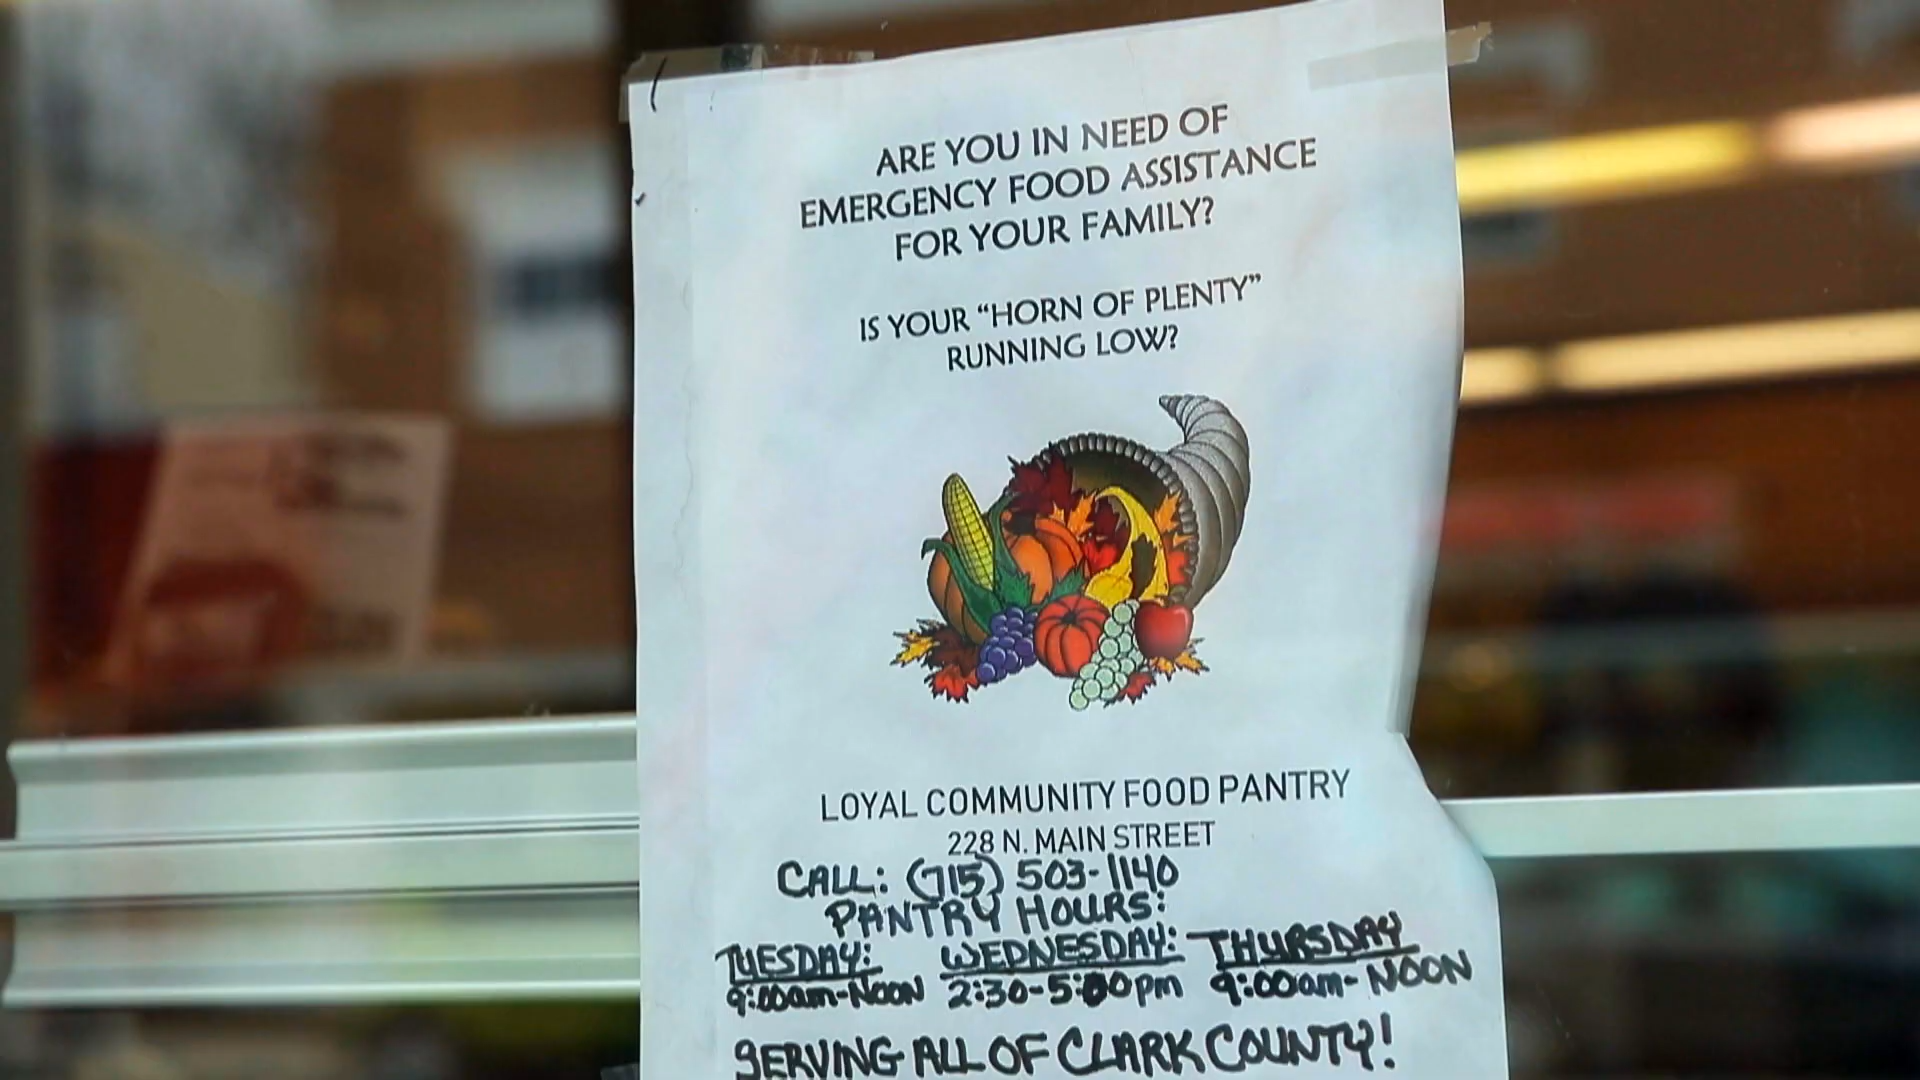 ARE YOU IN NEED OF
EMERGENCY FOOD ASSISTANCE
FOR YOUR FAMILY?
IS YOUR “HORN OF PLENTY”
RUNNING LOW?
LOYAL COMMUNITY FOOD PANTRY
228 N. MAIN STREET
CALL: (715) 503-1140
PANTRY HOURS:
TUESDAY: WEDNESDAY: THURSDAY
9:00am-NOON 2:30-5:00pm 9:00am-NOON
SERVING ALL OF CLARK COUNTY!